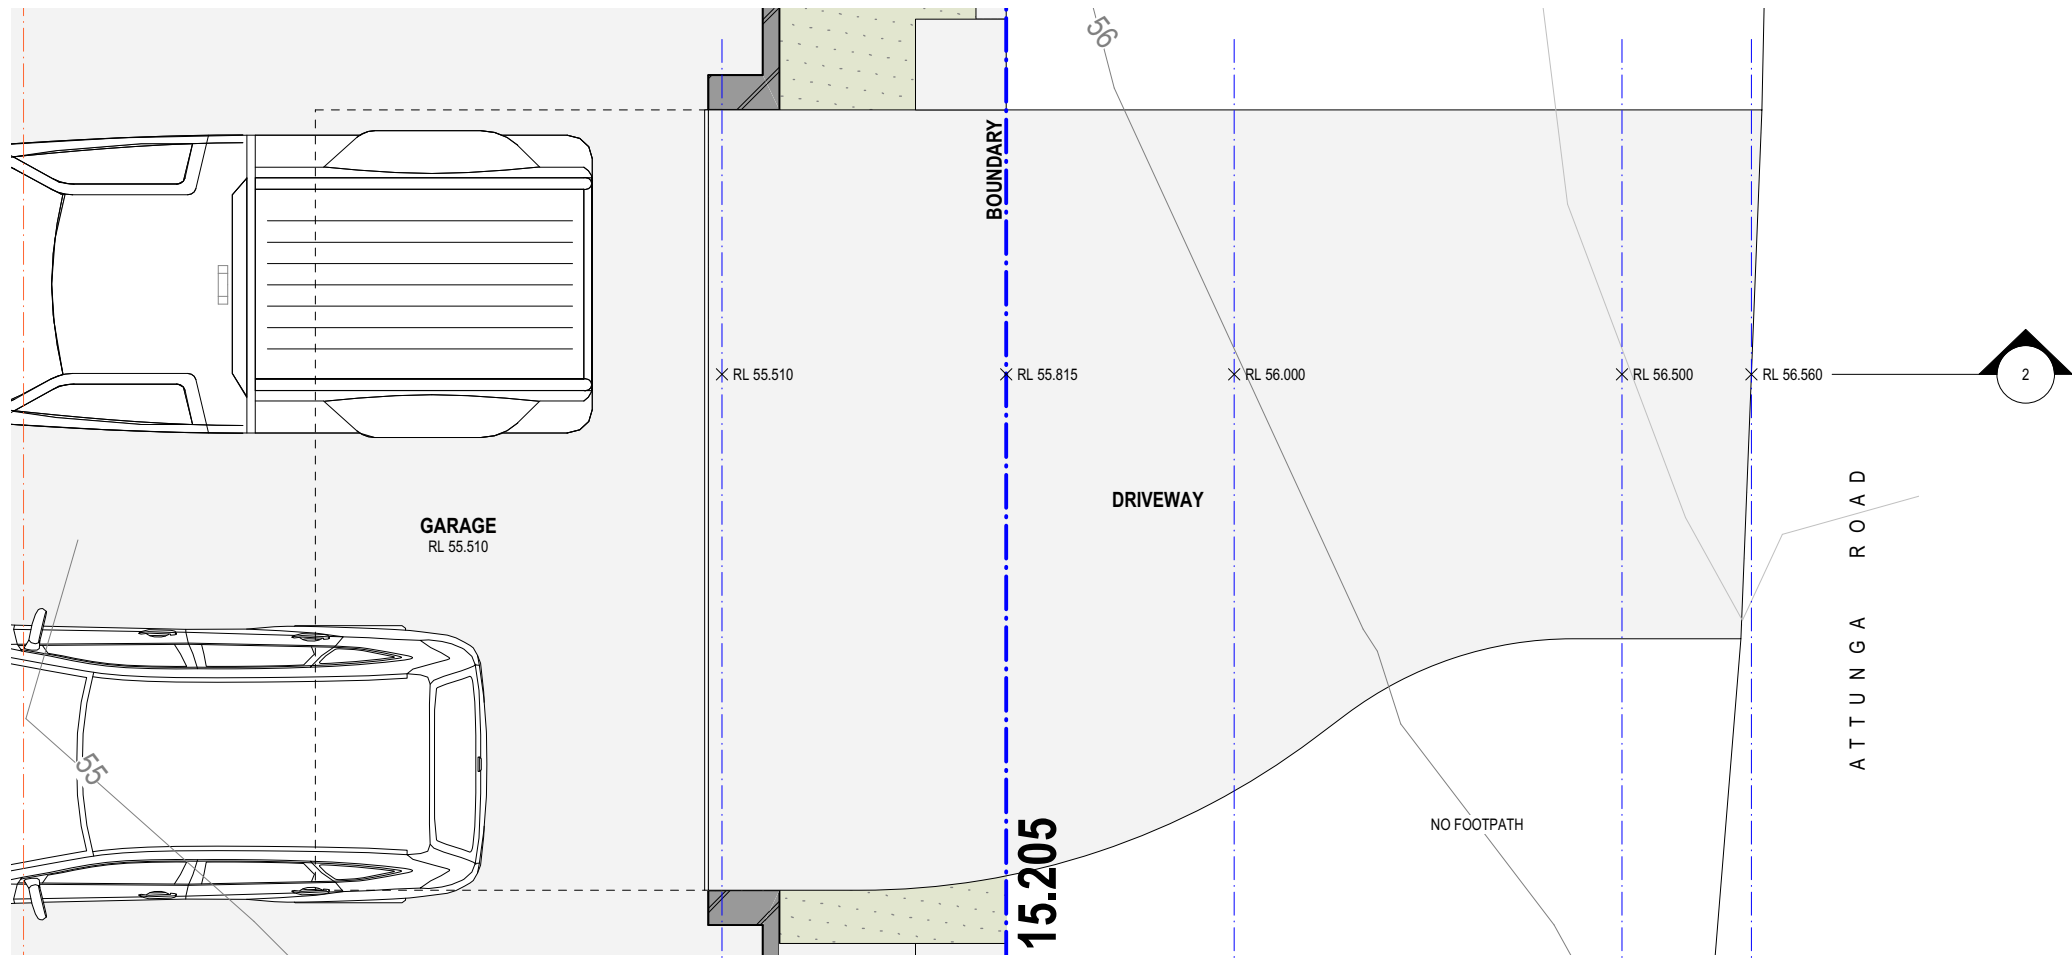 56
BOUNDARY
RL 55.510
RL 55.815
RL 56.000
RL 56.500
RL 56.560
2
DRIVEWAY
GARAGE
RL 55.510
ATTUNGA ROAD
55
15.205
NO FOOTPATH